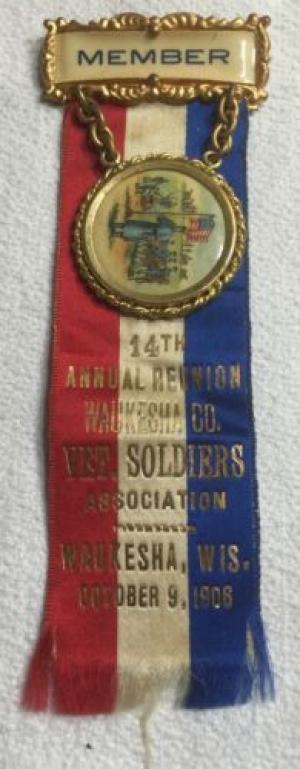 MEMBER
14TH
ANNUAL REUNION
WAUKESHA CO.
VET. SOLDIERS
ASSOCIATION
WAUKESHA, WIS.
OCTOBER 9, 1906